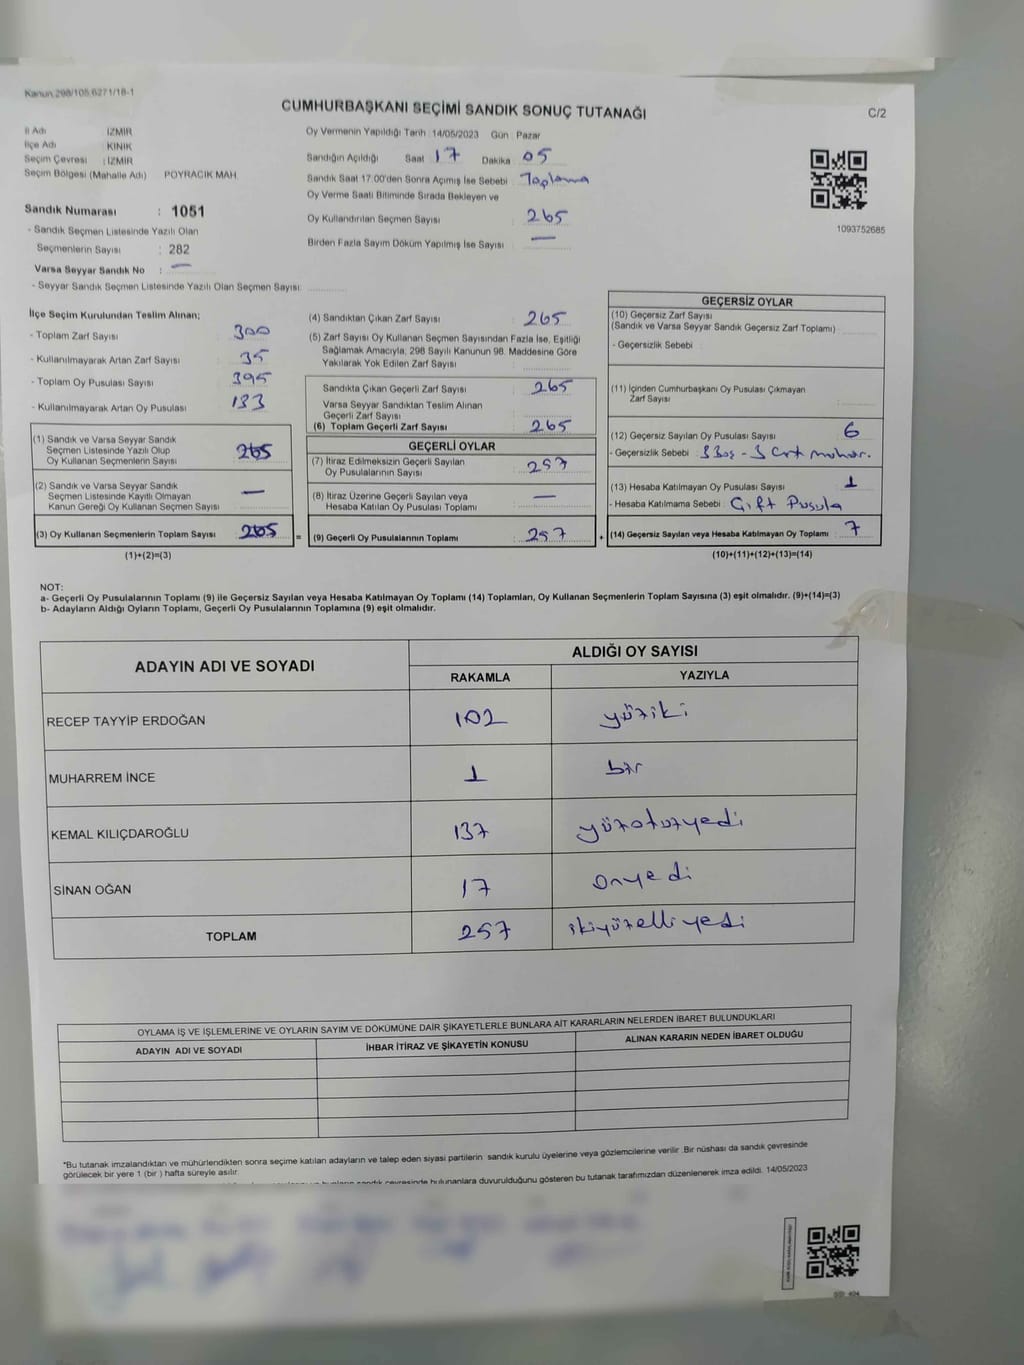 Kanun 298/105,6271/18-1
CUMHURBAŞKANI SEÇİMİ SANDIK SONUÇ TUTANAĞI
C/2
İl Adı : İZMİR
İlçe Adı : KINIK
Seçim Çevresi : İZMİR
Seçim Bölgesi (Mahalle Adı) POYRACIK MAH.
Sandık Numarası : 1051
- Sandık Seçmen Listesinde Yazılı Olan
Seçmenlerin Sayısı : 282
Varsa Seyyar Sandık No : —
- Seyyar Sandık Seçmen Listesinde Yazılı Olan Seçmen Sayısı:
Oy Vermenin Yapıldığı Tarih :14/05/2023 Gün : Pazar
Sandığın Açıldığı Saat 17 Dakika 05
Sandık Saat 17.00'den Sonra Açımış İse Sebebi : Toplama
Oy Verme Saati Bitiminde Sırada Bekleyen ve
Oy Kullandırılan Seçmen Sayısı : 265
Birden Fazla Sayım Döküm Yapılmış İse Sayısı : —
1093752685
İlçe Seçim Kurulundan Teslim Alınan;
- Toplam Zarf Sayısı : 300
- Kullanılmayarak Artan Zarf Sayısı : 35
- Toplam Oy Pusulası Sayısı : 395
- Kullanılmayarak Artan Oy Pusulası : 133
(1) Sandık ve Varsa Seyyar Sandık
Seçmen Listesinde Yazılı Olup
Oy Kullanan Seçmenlerin Sayısı : 265
(2) Sandık ve Varsa Seyyar Sandık
Seçmen Listesinde Kayıtlı Olmayan
Kanun Gereği Oy Kullanan Seçmen Sayısı : —
(3) Oy Kullanan Seçmenlerin Toplam Sayısı : 265
(1)+(2)=(3)
(4) Sandıktan Çıkan Zarf Sayısı : 265
(5) Zarf Sayısı Oy Kullanan Seçmen Sayısından Fazla İse, Eşitliği
Sağlamak Amacıyla, 298 Sayılı Kanunun 98. Maddesine Göre
Yakılarak Yok Edilen Zarf Sayısı :
Sandıkta Çıkan Geçerli Zarf Sayısı : 265
Varsa Seyyar Sandıktan Teslim Alınan
Geçerli Zarf Sayısı :
(6) Toplam Geçerli Zarf Sayısı : 265
GEÇERLİ OYLAR
(7) İtiraz Edilmeksizin Geçerli Sayılan
Oy Pusulalarının Sayısı : 257
(8) İtiraz Üzerine Geçerli Sayılan veya
Hesaba Katılan Oy Pusulası Toplamı : —
= (9) Geçerli Oy Pusulalarının Toplamı : 257
GEÇERSİZ OYLAR
(10) Geçersiz Zarf Sayısı
(Sandık ve Varsa Seyyar Sandık Geçersiz Zarf Toplamı) :
- Geçersizlik Sebebi :
(11) İçinden Cumhurbaşkanı Oy Pusulası Çıkmayan
Zarf Sayısı :
(12) Geçersiz Sayılan Oy Pusulası Sayısı : 6
- Geçersizlik Sebebi : 3 Boş - 3 Çift mühür.
(13) Hesaba Katılmayan Oy Pusulası Sayısı : 1
- Hesaba Katılmama Sebebi : Çift Pusula
+ (14) Geçersiz Sayılan veya Hesaba Katılmayan Oy Toplamı : 7
(10)+(11)+(12)+(13)=(14)
NOT:
a- Geçerli Oy Pusulalarının Toplamı (9) ile Geçersiz Sayılan veya Hesaba Katılmayan Oy Toplamı (14) Toplamları, Oy Kullanan Seçmenlerin Toplam Sayısına (3) eşit olmalıdır. (9)+(14)=(3)
b- Adayların Aldığı Oyların Toplamı, Geçerli Oy Pusulalarının Toplamına (9) eşit olmalıdır.
ADAYIN ADI VE SOYADI
ALDIĞI OY SAYISI
RAKAMLA YAZIYLA
RECEP TAYYİP ERDOĞAN 102 yüziki
MUHARREM İNCE 1 bir
KEMAL KILIÇDAROĞLU 137 yüzotuzyedi
SİNAN OĞAN 17 onyedi
TOPLAM 257 ikiyüzelliyedi
OYLAMA İŞ VE İŞLEMLERİNE VE OYLARIN SAYIM VE DÖKÜMÜNE DAİR ŞİKAYETLERLE BUNLARA AİT KARARLARIN NELERDEN İBARET BULUNDUKLARI
ADAYIN ADI VE SOYADI İHBAR İTİRAZ VE ŞİKAYETİN KONUSU ALINAN KARARIN NEDEN İBARET OLDUĞU
*Bu tutanak imzalandıktan ve mühürlendikten sonra seçime katılan adayların ve talep eden siyasi partilerin sandık kurulu üyelerine veya gözlemcilerine verilir. Bir nüshası da sandık çevresinde
görülecek bir yere 1 (bir ) hafta süreyle asılır.
sandık çevresinde bulunanlara duyurulduğunu gösteren bu tutanak tarafımızdan düzenlenerek imza edildi. 14/05/2023